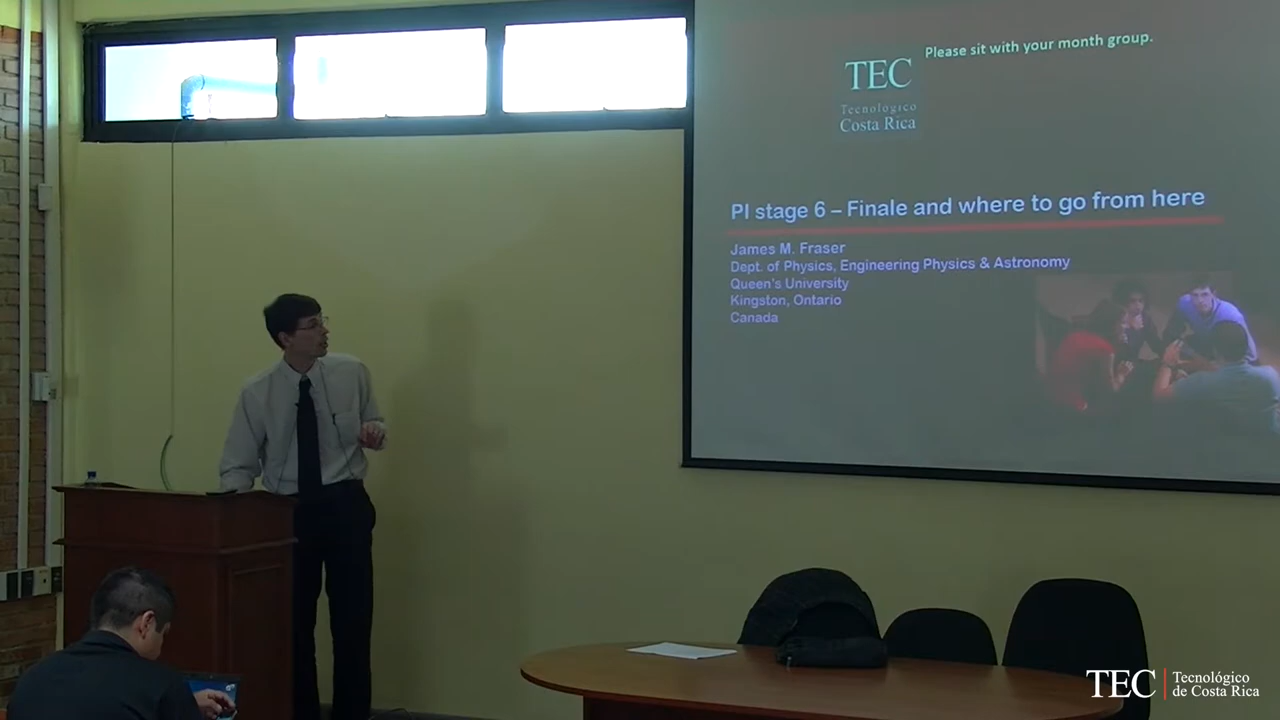 Please sit with your month group.
TEC
Tecnológico
Costa Rica
PI stage 6 – Finale and where to go from here
James M. Fraser
Dept. of Physics, Engineering Physics & Astronomy
Queen's University
Kingston, Ontario
Canada
TEC | Tecnológico
de Costa Rica